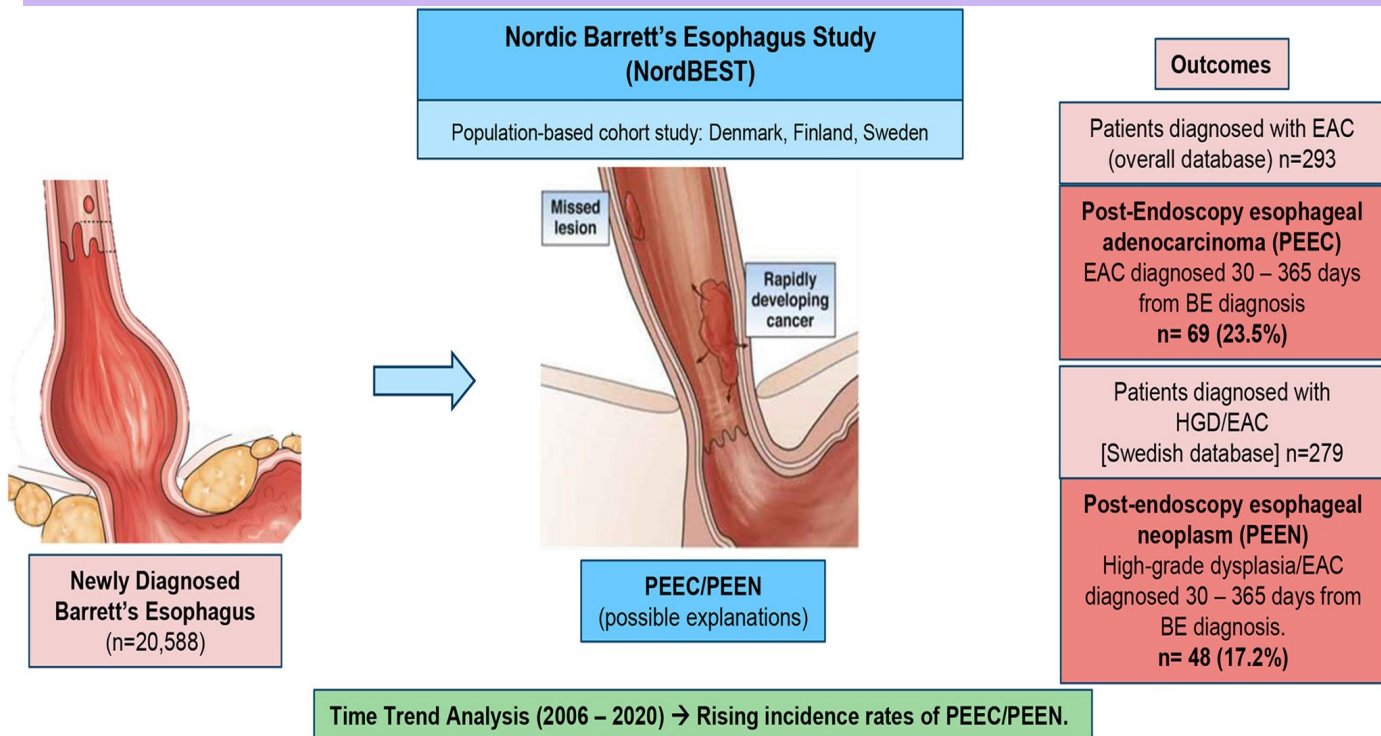 Nordic Barrett's Esophagus Study
(NordBEST)
Population-based cohort study: Denmark, Finland, Sweden
Missed
lesion
Rapidly
developing
cancer
Newly Diagnosed
Barrett's Esophagus
(n=20,588)
PEEC/PEEN
(possible explanations)
Outcomes
Patients diagnosed with EAC
(overall database) n=293
Post-Endoscopy esophageal
adenocarcinoma (PEEC)
EAC diagnosed 30 – 365 days
from BE diagnosis
n= 69 (23.5%)
Patients diagnosed with
HGD/EAC
[Swedish database] n=279
Post-endoscopy esophageal
neoplasm (PEEN)
High-grade dysplasia/EAC
diagnosed 30 – 365 days from
BE diagnosis.
n= 48 (17.2%)
Time Trend Analysis (2006 – 2020) → Rising incidence rates of PEEC/PEEN.